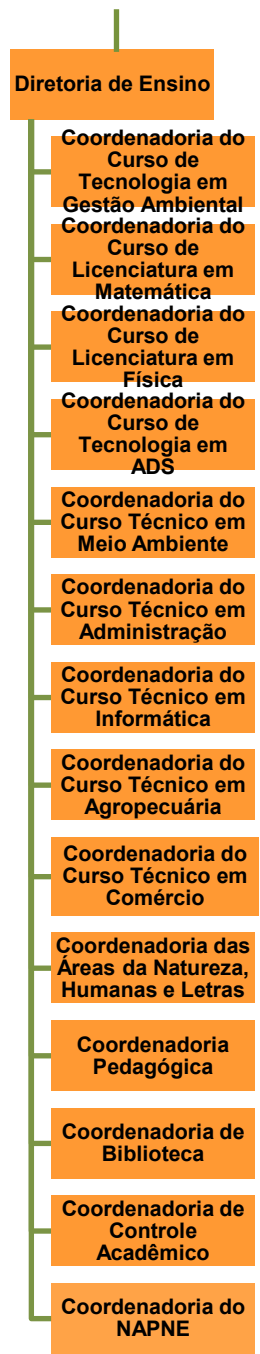 Diretoria de Ensino
Coordenadoria do
Curso de
Tecnologia em
Gestão Ambiental
Coordenadoria do
Curso de
Licenciatura em
Matemática
Coordenadoria do
Curso de
Licenciatura em
Física
Coordenadoria do
Curso de
Tecnologia em
ADS
Coordenadoria do
Curso Técnico em
Meio Ambiente
Coordenadoria do
Curso Técnico em
Administração
Coordenadoria do
Curso Técnico em
Informática
Coordenadoria do
Curso Técnico em
Agropecuária
Coordenadoria do
Curso Técnico em
Comércio
Coordenadoria das
Áreas da Natureza,
Humanas e Letras
Coordenadoria
Pedagógica
Coordenadoria de
Biblioteca
Coordenadoria de
Controle
Acadêmico
Coordenadoria do
NAPNE